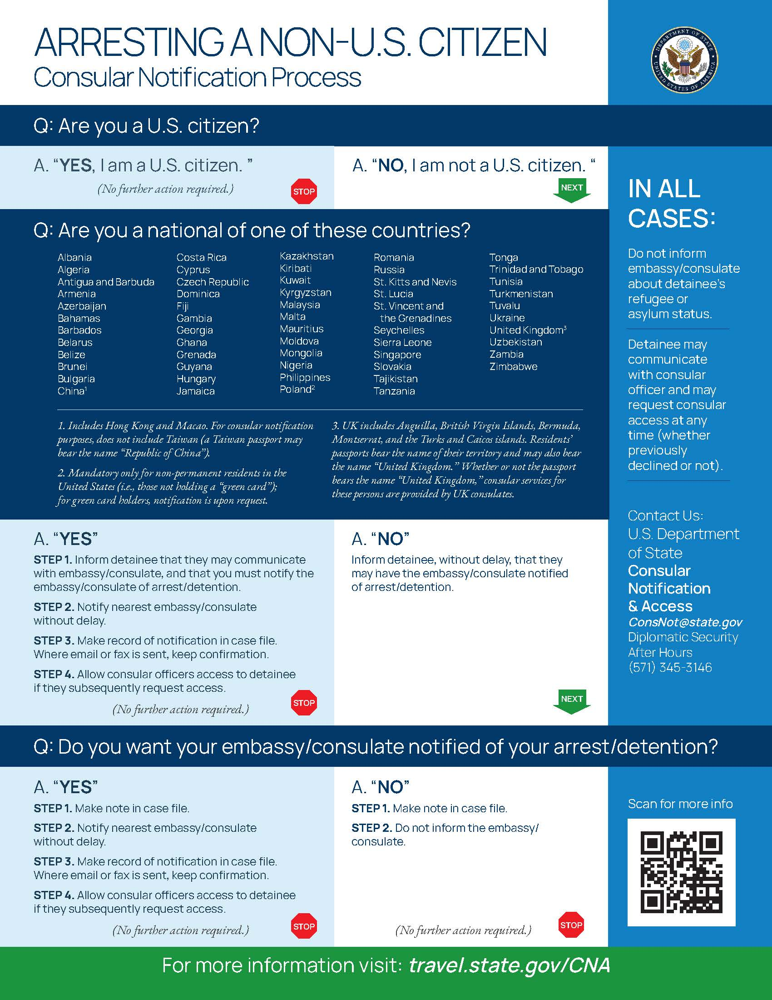 ARRESTING A NON-U.S. CITIZEN
Consular Notification Process
DEPARTMENT OF STATE
UNITED STATES OF AMERICA
Q: Are you a U.S. citizen?
A. “YES, I am a U.S. citizen. ”
(No further action required.)
STOP
A. “NO, I am not a U.S. citizen. “
NEXT
Q: Are you a national of one of these countries?
Albania
Algeria
Antigua and Barbuda
Armenia
Azerbaijan
Bahamas
Barbados
Belarus
Belize
Brunei
Bulgaria
China¹
Costa Rica
Cyprus
Czech Republic
Dominica
Fiji
Gambia
Georgia
Ghana
Grenada
Guyana
Hungary
Jamaica
Kazakhstan
Kiribati
Kuwait
Kyrgyzstan
Malaysia
Malta
Mauritius
Moldova
Mongolia
Nigeria
Philippines
Poland²
Romania
Russia
St. Kitts and Nevis
St. Lucia
St. Vincent and
the Grenadines
Seychelles
Sierra Leone
Singapore
Slovakia
Tajikistan
Tanzania
Tonga
Trinidad and Tobago
Tunisia
Turkmenistan
Tuvalu
Ukraine
United Kingdom³
Uzbekistan
Zambia
Zimbabwe
1. Includes Hong Kong and Macao. For consular notification
purposes, does not include Taiwan (a Taiwan passport may
bear the name “Republic of China”).
2. Mandatory only for non-permanent residents in the
United States (i.e., those not holding a “green card”);
for green card holders, notification is upon request.
3. UK includes Anguilla, British Virgin Islands, Bermuda,
Montserrat, and the Turks and Caicos islands. Residents’
passports bear the name of their territory and may also bear
the name “United Kingdom.” Whether or not the passport
bears the name “United Kingdom,” consular services for
these persons are provided by UK consulates.
A. “YES”
STEP 1. Inform detainee that they may communicate
with embassy/consulate, and that you must notify the
embassy/consulate of arrest/detention.
STEP 2. Notify nearest embassy/consulate
without delay.
STEP 3. Make record of notification in case file.
Where email or fax is sent, keep confirmation.
STEP 4. Allow consular officers access to detainee
if they subsequently request access.
(No further action required.)
STOP
A. “NO”
Inform detainee, without delay, that they
may have the embassy/consulate notified
of arrest/detention.
NEXT
Q: Do you want your embassy/consulate notified of your arrest/detention?
A. “YES”
STEP 1. Make note in case file.
STEP 2. Notify nearest embassy/consulate
without delay.
STEP 3. Make record of notification in case file.
Where email or fax is sent, keep confirmation.
STEP 4. Allow consular officers access to detainee
if they subsequently request access.
(No further action required.)
STOP
A. “NO”
STEP 1. Make note in case file.
STEP 2. Do not inform the embassy/
consulate.
(No further action required.)
STOP
IN ALL
CASES:
Do not inform
embassy/consulate
about detainee’s
refugee or
asylum status.
Detainee may
communicate
with consular
officer and may
request consular
access at any
time (whether
previously
declined or not).
Contact Us:
U.S. Department
of State
Consular
Notification
& Access
ConsNot@state.gov
Diplomatic Security
After Hours
(571) 345-3146
Scan for more info
For more information visit: travel.state.gov/CNA